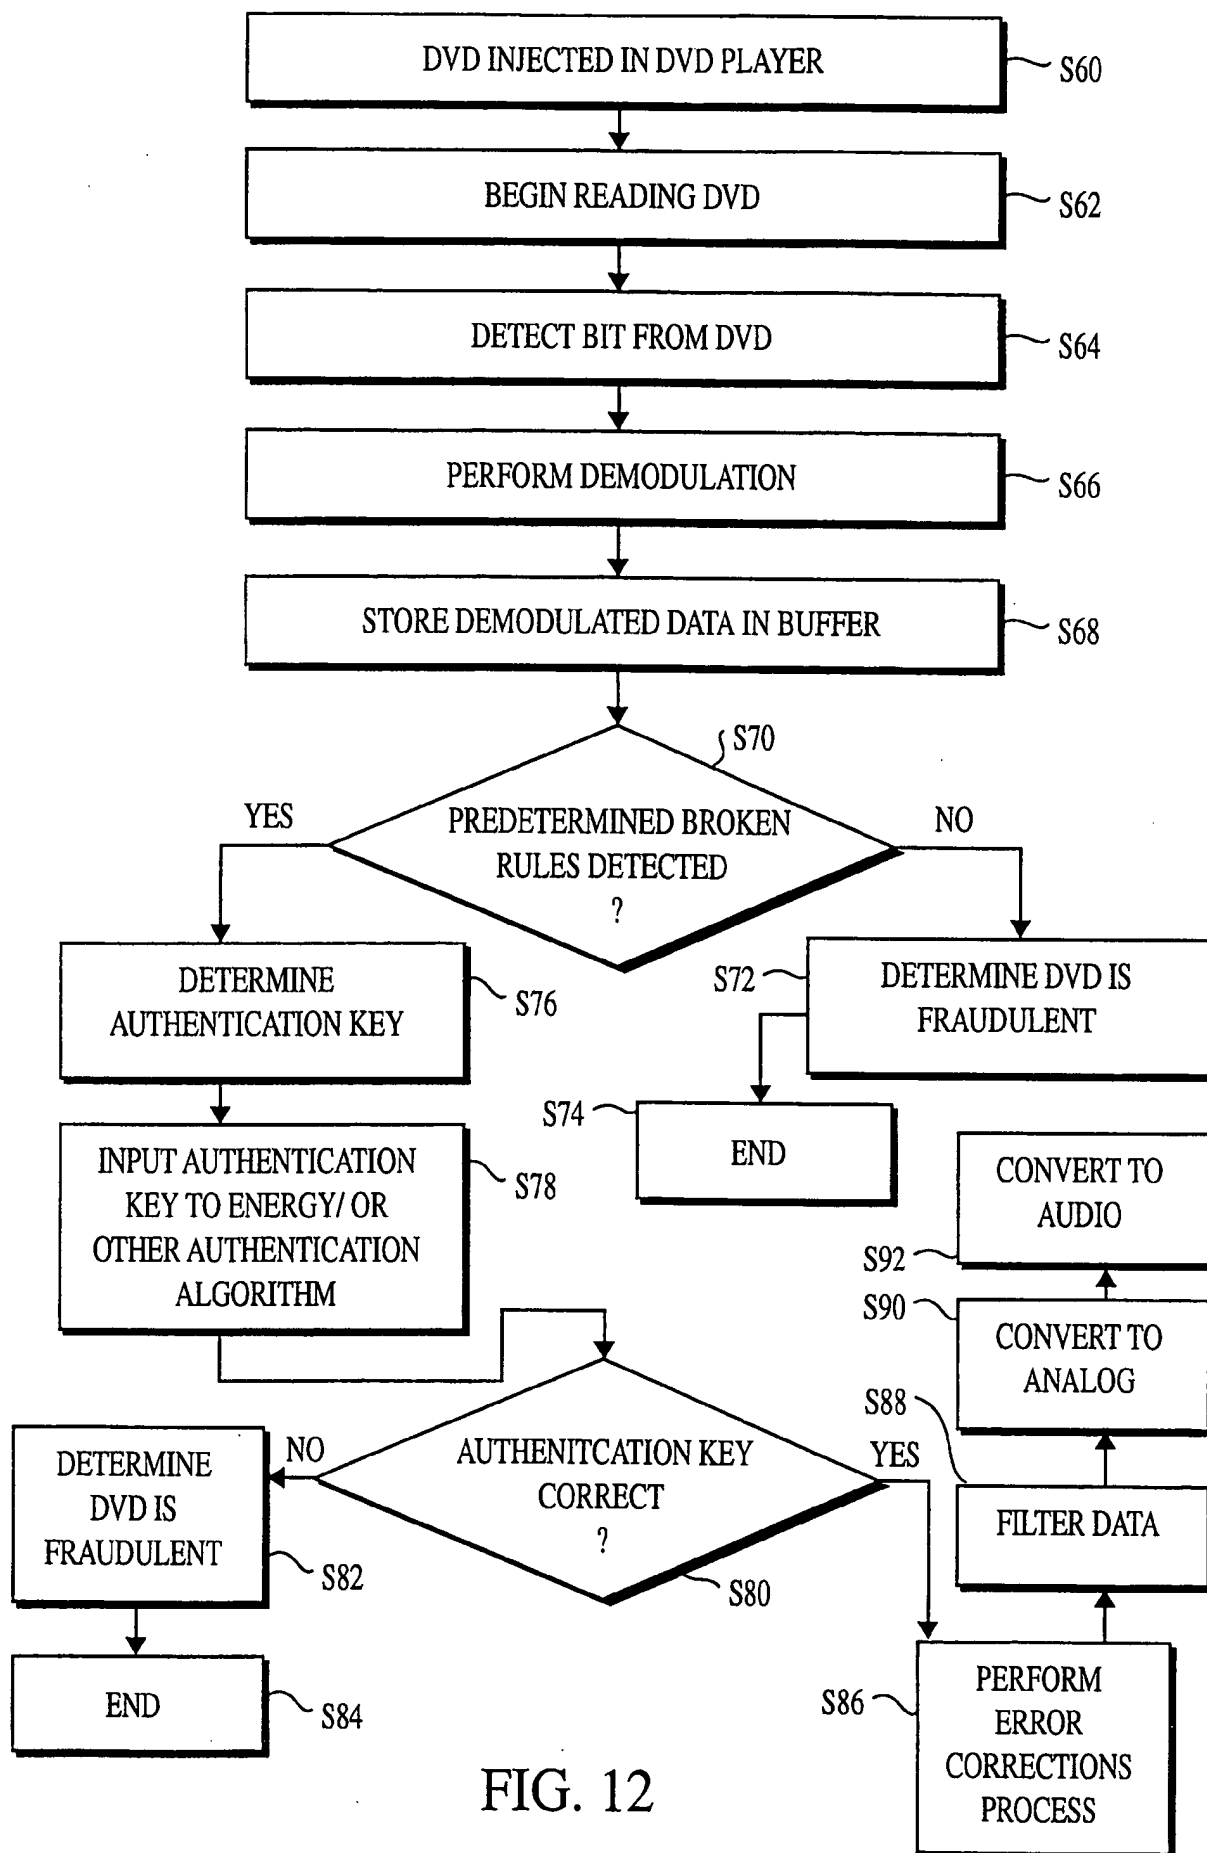 DVD INJECTED IN DVD PLAYER
S60
BEGIN READING DVD
S62
DETECT BIT FROM DVD
S64
PERFORM DEMODULATION
S66
STORE DEMODULATED DATA IN BUFFER
S68
S70
YES
PREDETERMINED BROKEN
RULES DETECTED
?
NO
DETERMINE
AUTHENTICATION KEY
S76
S72
DETERMINE DVD IS
FRAUDULENT
S74
END
INPUT AUTHENTICATION
KEY TO ENERGY/ OR
OTHER AUTHENTICATION
ALGORITHM
S78
CONVERT TO
AUDIO
S92
S90
CONVERT TO
ANALOG
S88
FILTER DATA
NO
AUTHENITCATION KEY
CORRECT
?
YES
S80
DETERMINE
DVD IS
FRAUDULENT
S82
END
S84
S86
PERFORM
ERROR
CORRECTIONS
PROCESS
FIG. 12